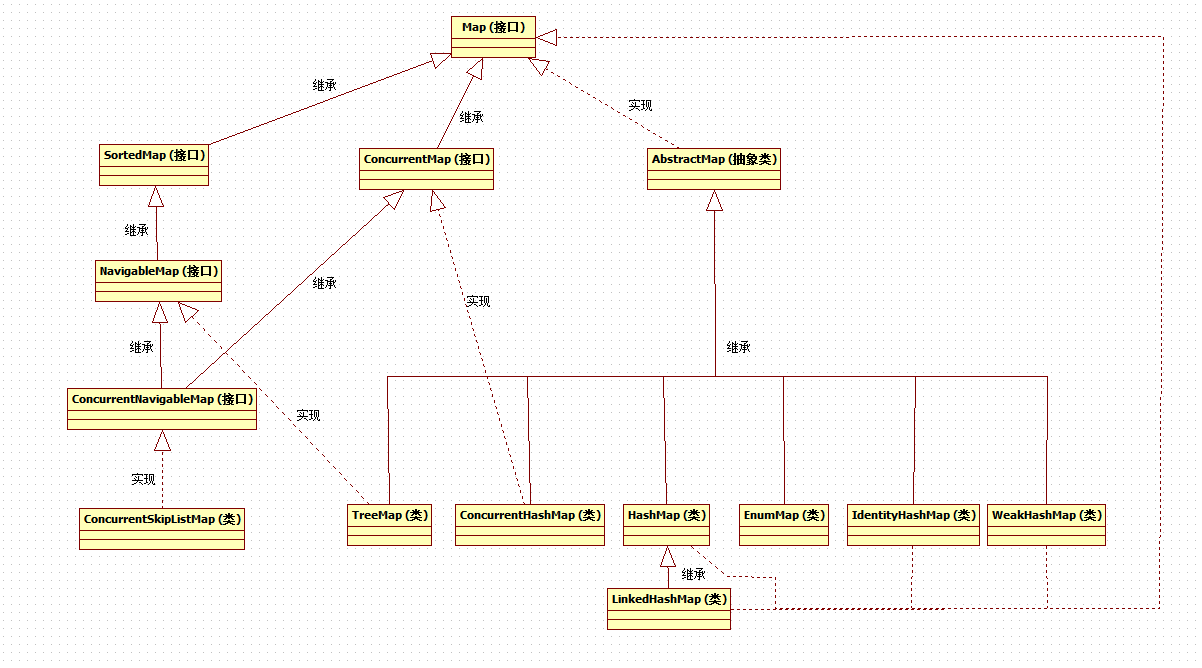 Map (接口)
继承
继承
实现
SortedMap (接口)
ConcurrentMap (接口)
AbstractMap (抽象类)
继承
NavigableMap (接口)
继承
实现
继承
继承
ConcurrentNavigableMap (接口)
实现
实现
ConcurrentSkipListMap (类)
TreeMap (类)
ConcurrentHashMap (类)
HashMap (类)
EnumMap (类)
IdentityHashMap (类)
WeakHashMap (类)
继承
LinkedHashMap (类)